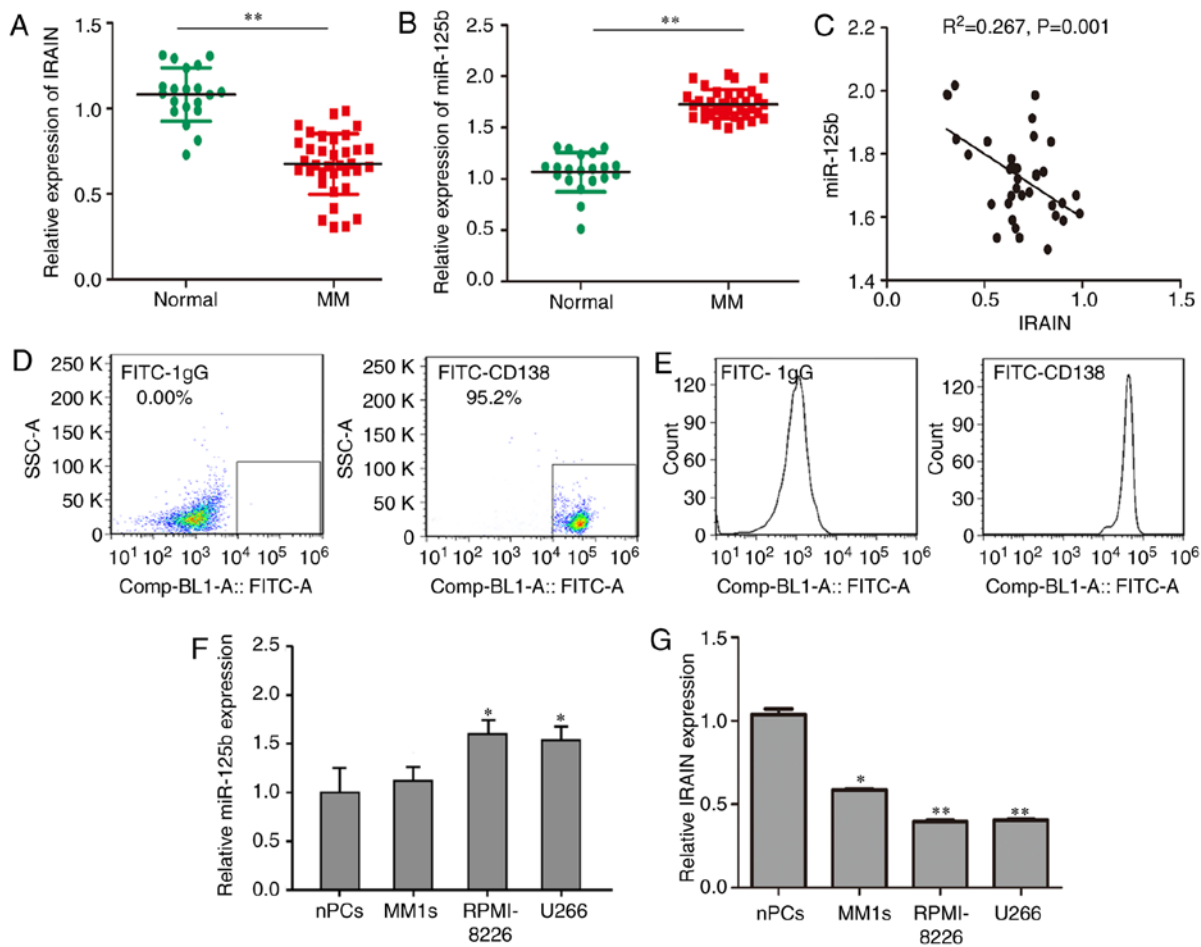 A
Relative expression of IRAIN
1.5
1.0
0.5
0.0
**
Normal
MM
B
Relative expression of miR-125b
2.5
2.0
1.5
1.0
0.5
0.0
**
Normal
MM
C
R²=0.267, P=0.001
miR-125b
2.2
2.0
1.8
1.6
1.4
0.0
0.5
1.0
1.5
IRAIN
D
SSC-A
250 K
200 K
150 K
100 K
50 K
0
FITC-1gG
0.00%
10¹ 10² 10³ 10⁴ 10⁵ 10⁶
Comp-BL1-A:: FITC-A
SSC-A
250 K
200 K
150 K
100 K
50 K
0
FITC-CD138
95.2%
10¹ 10² 10³ 10⁴ 10⁵ 10⁶
Comp-BL1-A:: FITC-A
E
Count
120
90
60
30
0
FITC- 1gG
10¹ 10² 10³ 10⁴ 10⁵ 10⁶
Comp-BL1-A:: FITC-A
Count
120
90
60
30
0
FITC-CD138
10¹ 10² 10³ 10⁴ 10⁵ 10⁶
Comp-BL1-A:: FITC-A
F
Relative miR-125b expression
2.5
2.0
1.5
1.0
0.5
0.0
*
*
nPCs
MM1s
RPMI-
8226
U266
G
Relative IRAIN expression
1.5
1.0
0.5
0.0
*
**
**
nPCs
MM1s
RPMI-
8226
U266